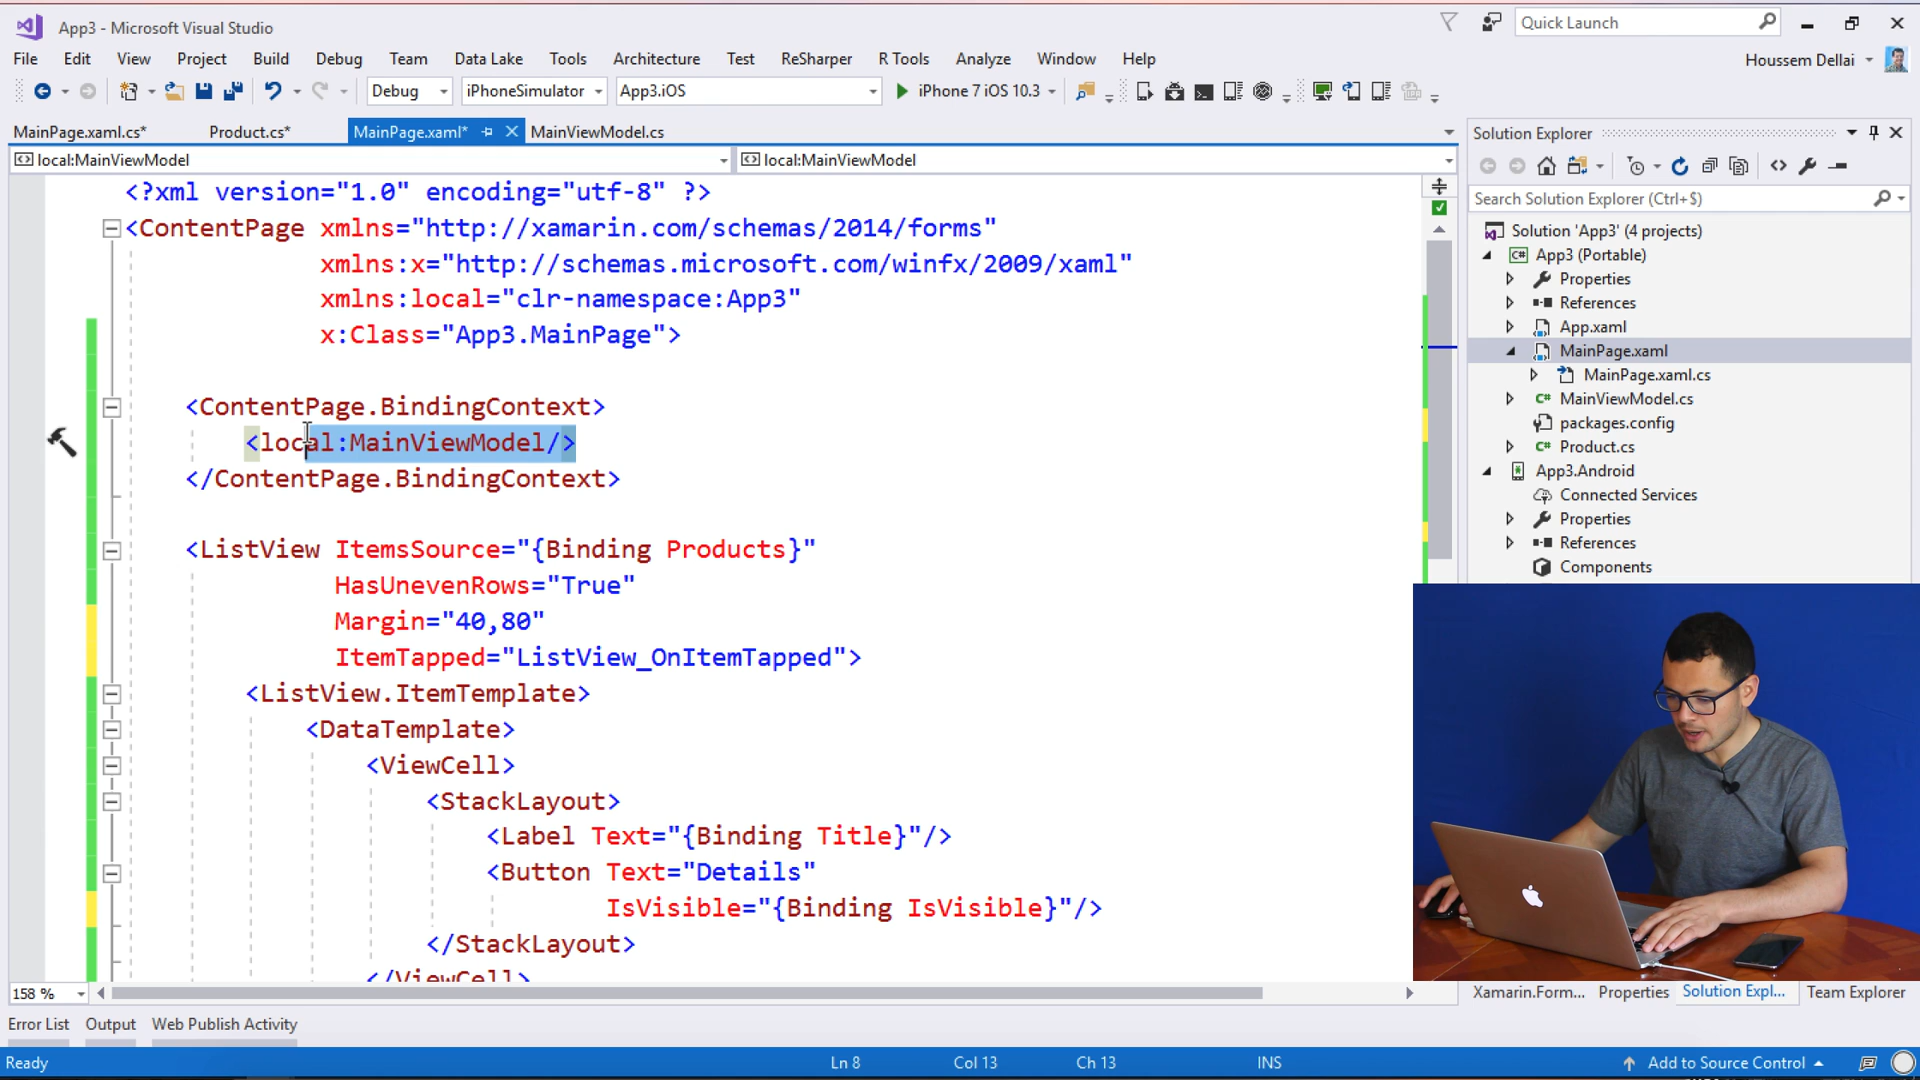 App3 - Microsoft Visual Studio
Quick Launch
File Edit View Project Build Debug Team Data Lake Tools Architecture Test ReSharper R Tools Analyze Window Help
Houssem Dellai
Debug iPhoneSimulator App3.iOS iPhone 7 iOS 10.3
MainPage.xaml.cs* Product.cs* MainPage.xaml* MainViewModel.cs
local:MainViewModel local:MainViewModel
<?xml version="1.0" encoding="utf-8" ?>
<ContentPage xmlns="http://xamarin.com/schemas/2014/forms"
xmlns:x="http://schemas.microsoft.com/winfx/2009/xaml"
xmlns:local="clr-namespace:App3"
x:Class="App3.MainPage">
<ContentPage.BindingContext>
<local:MainViewModel/>
</ContentPage.BindingContext>
<ListView ItemsSource="{Binding Products}"
HasUnevenRows="True"
Margin="40,80"
ItemTapped="ListView_OnItemTapped">
<ListView.ItemTemplate>
<DataTemplate>
<ViewCell>
<StackLayout>
<Label Text="{Binding Title}"/>
<Button Text="Details"
IsVisible="{Binding IsVisible}"/>
</StackLayout>
</ViewCell>
Solution Explorer
Search Solution Explorer (Ctrl+$)
Solution 'App3' (4 projects)
App3 (Portable)
Properties
References
App.xaml
MainPage.xaml
MainPage.xaml.cs
MainViewModel.cs
packages.config
Product.cs
App3.Android
Connected Services
Properties
References
Components
158 %
Xamarin.Form... Properties Solution Expl... Team Explorer
Error List Output Web Publish Activity
Ready Ln 8 Col 13 Ch 13 INS Add to Source Control